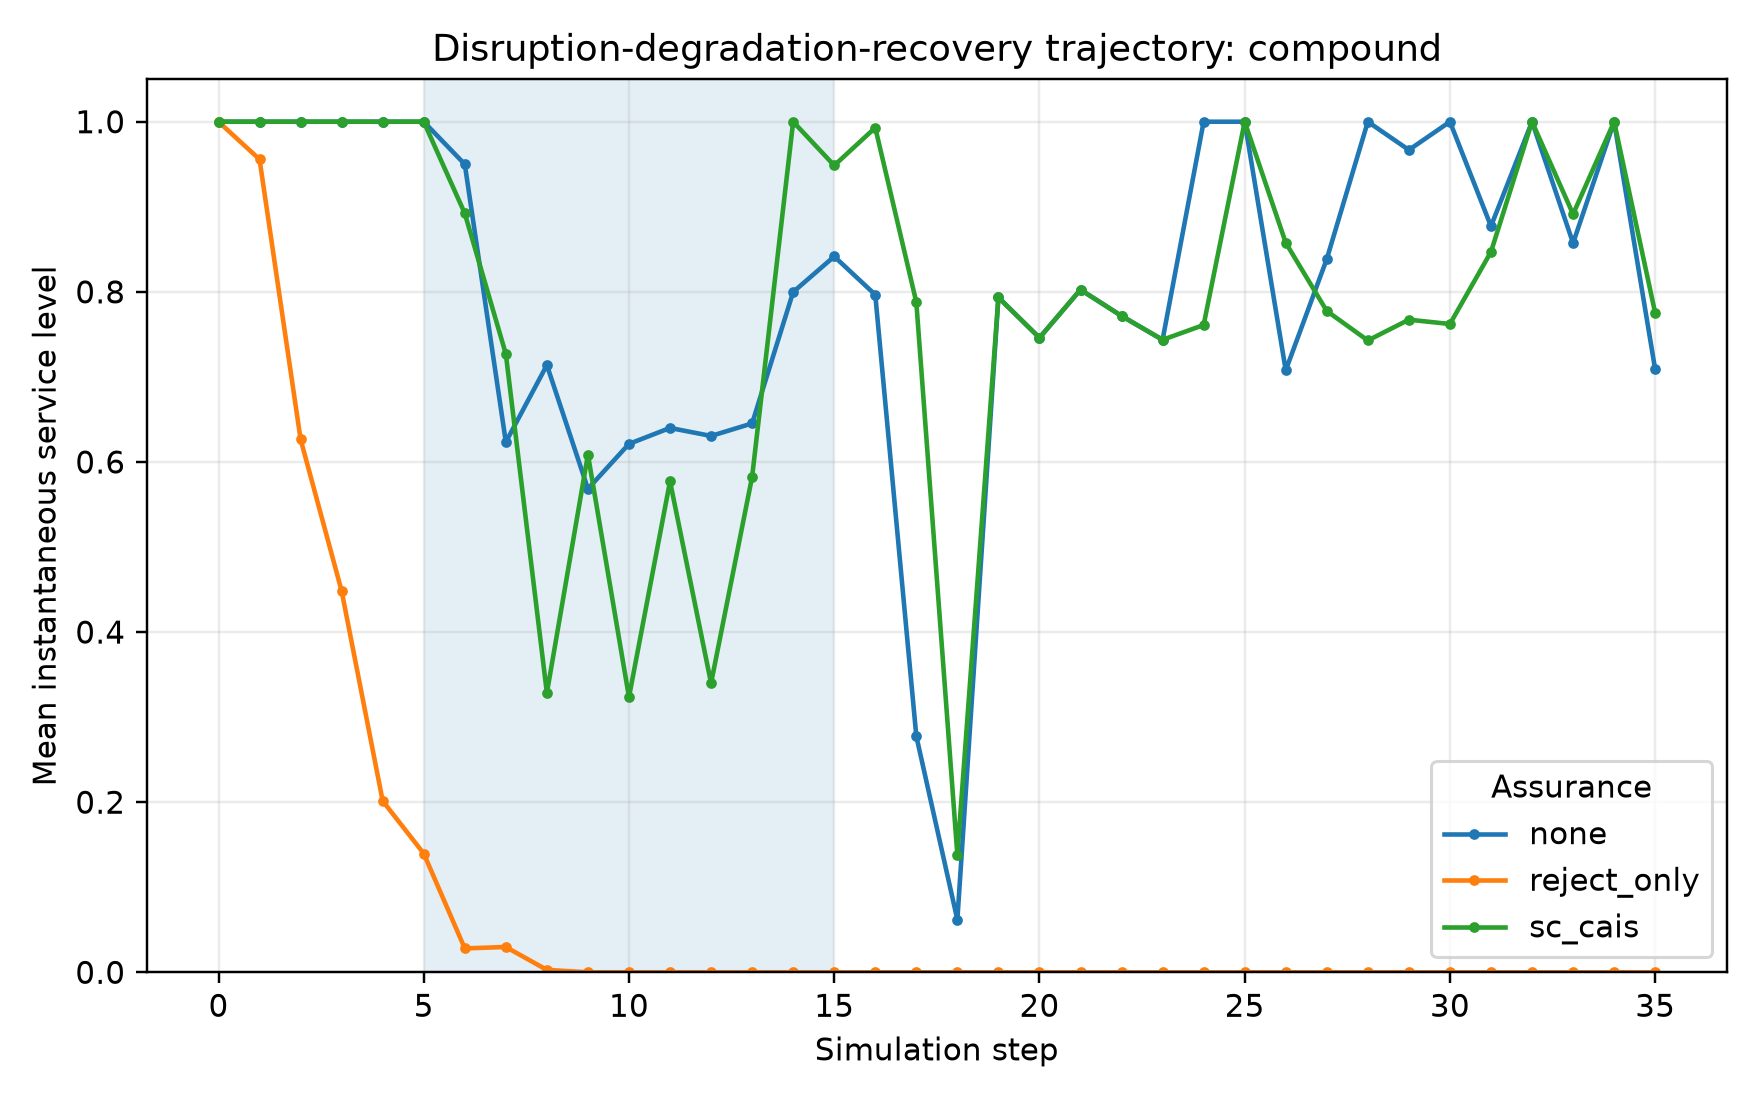 Disruption-degradation-recovery trajectory: compound
Mean instantaneous service level
1.0
0.8
0.6
0.4
0.2
0.0
0 5 10 15 20 25 30 35
Simulation step
Assurance
none
reject_only
sc_cais